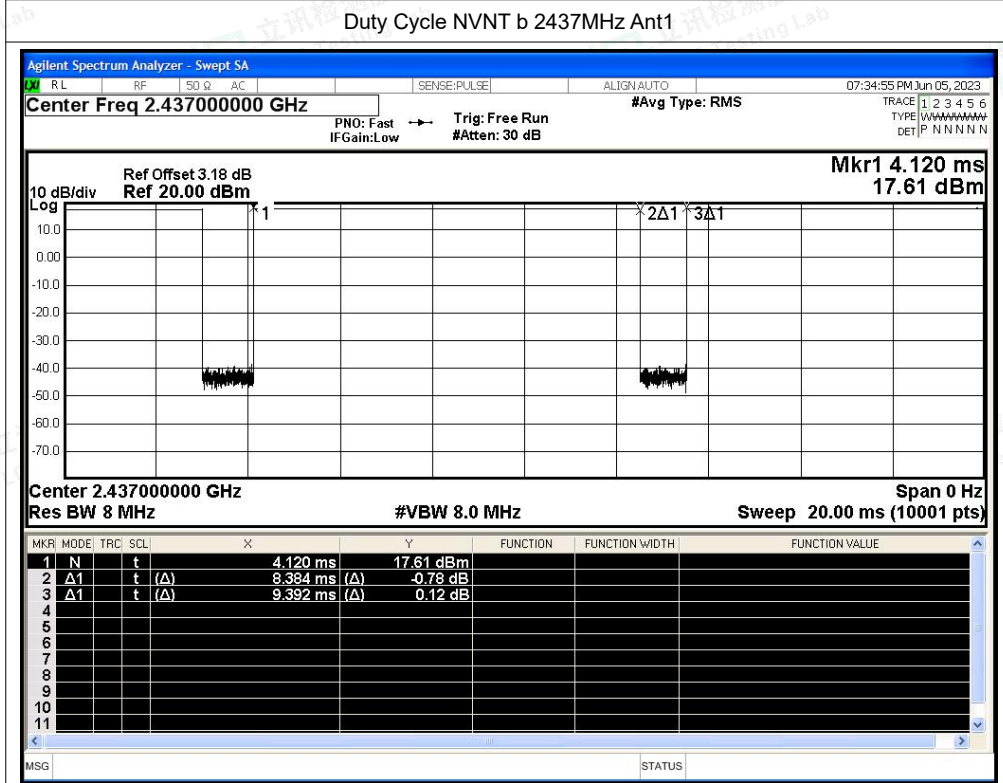 Duty Cycle NVNT b 2437MHz Ant1
Agilent Spectrum Analyzer - Swept SA
LXI RL RF 50 Ω AC SENSE:PULSE ALIGN AUTO 07:34:55 PM Jun 05, 2023
Center Freq 2.437000000 GHz #Avg Type: RMS TRACE 1 2 3 4 5 6
PNO: Fast Trig: Free Run TYPE WWWWWW
IFGain:Low #Atten: 30 dB DET P N N N N N
Mkr1 4.120 ms
17.61 dBm
Ref Offset 3.18 dB
10 dB/div Ref 20.00 dBm
Log
1 2Δ1 3Δ1
10.0
0.00
-10.0
-20.0
-30.0
-40.0
-50.0
-60.0
-70.0
Center 2.437000000 GHz Span 0 Hz
Res BW 8 MHz #VBW 8.0 MHz Sweep 20.00 ms (10001 pts)
MKR MODE TRC SCL X Y FUNCTION FUNCTION WIDTH FUNCTION VALUE
1 N t 4.120 ms 17.61 dBm
2 Δ1 t (Δ) 8.384 ms (Δ) -0.78 dB
3 Δ1 t (Δ) 9.392 ms (Δ) 0.12 dB
4
5
6
7
8
9
10
11
MSG STATUS